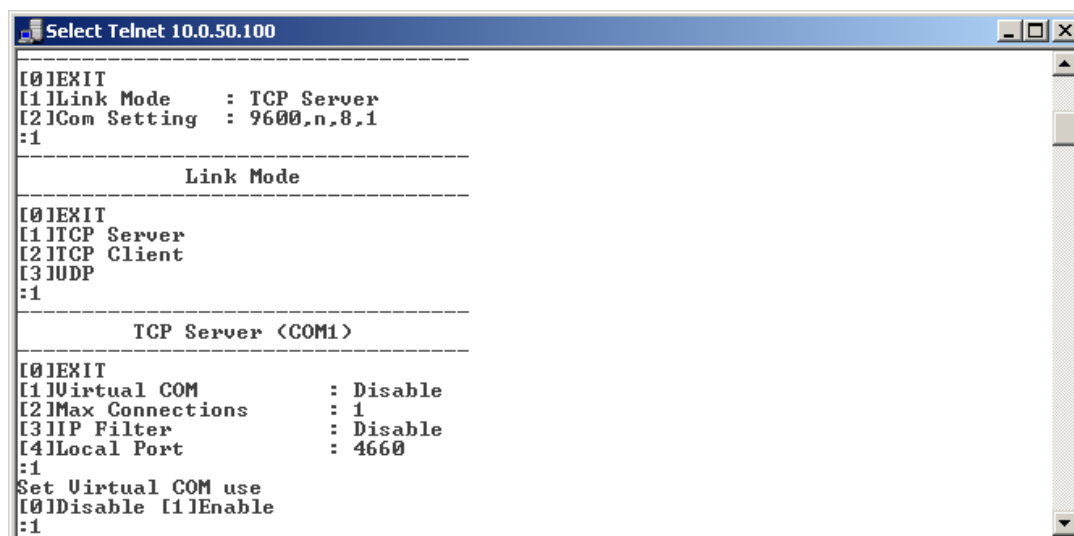 Select Telnet 10.0.50.100
[0]EXIT
[1]Link Mode : TCP Server
[2]Com Setting : 9600,n,8,1
:1
Link Mode
[0]EXIT
[1]TCP Server
[2]TCP Client
[3]UDP
:1
TCP Server (COM1)
[0]EXIT
[1]Virtual COM : Disable
[2]Max Connections : 1
[3]IP Filter : Disable
[4]Local Port : 4660
:1
Set Virtual COM use
[0]Disable [1]Enable
:1